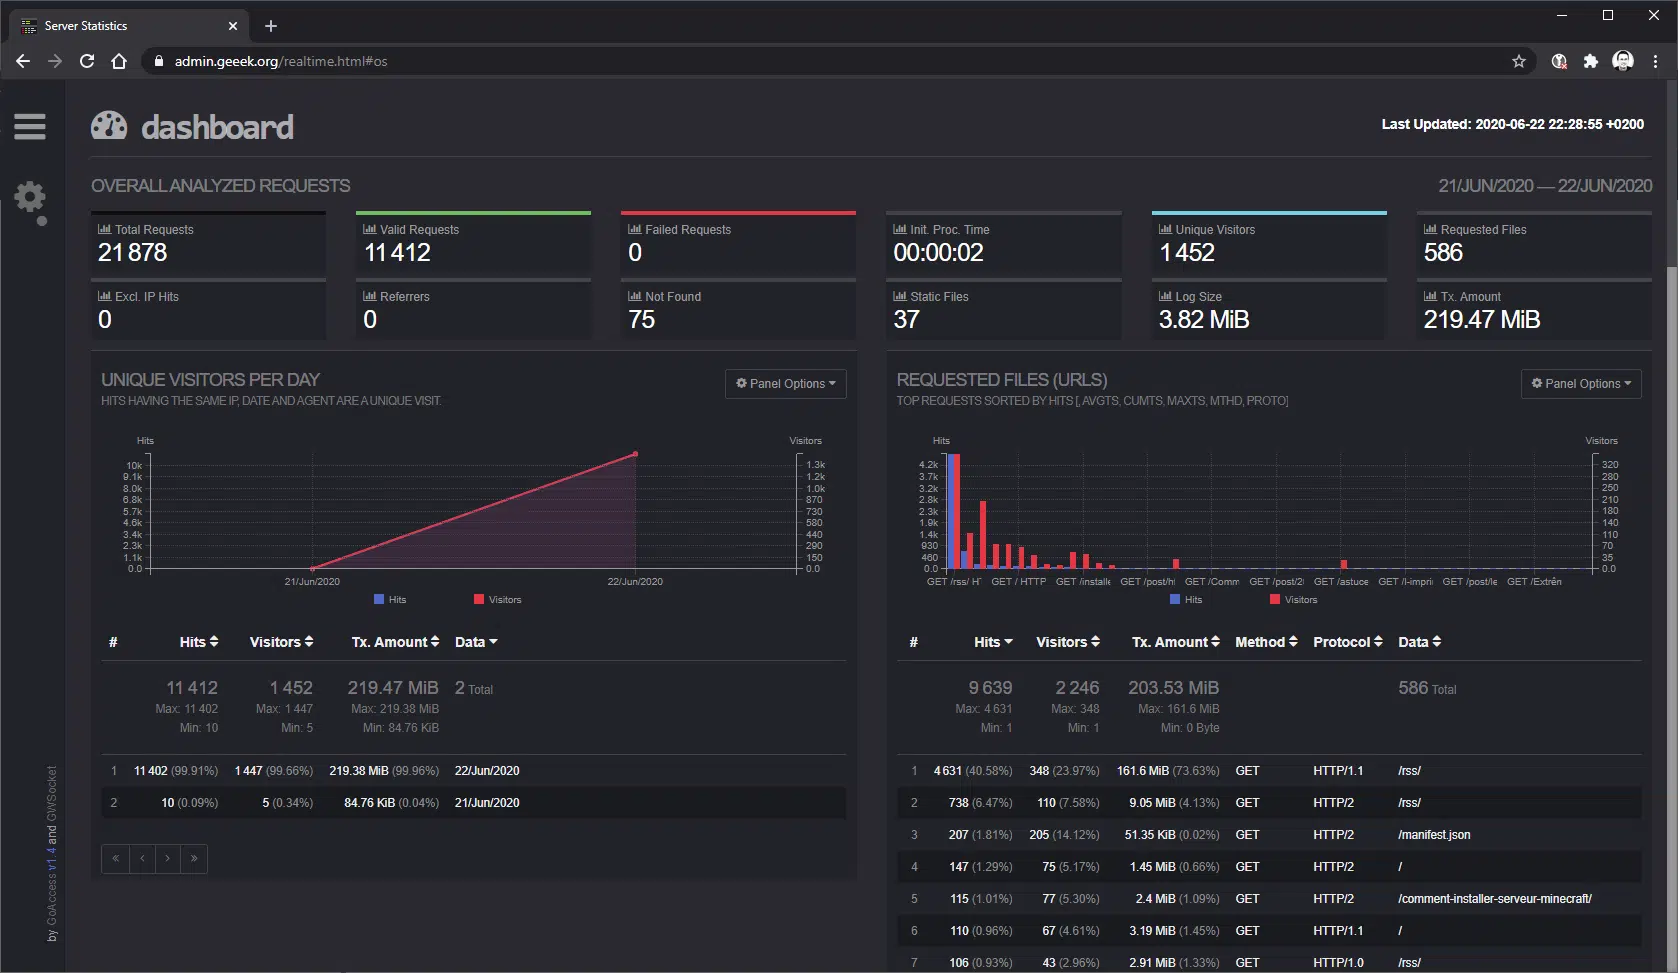 Server Statistics
admin.geeek.org/realtime.html#os
dashboard
Last Updated: 2020-06-22 22:28:55 +0200
OVERALL ANALYZED REQUESTS
21/JUN/2020 — 22/JUN/2020
Total Requests
21 878
Valid Requests
11 412
Failed Requests
0
Init. Proc. Time
00:00:02
Unique Visitors
1 452
Requested Files
586
Excl. IP Hits
0
Referrers
0
Not Found
75
Static Files
37
Log Size
3.82 MiB
Tx. Amount
219.47 MiB
UNIQUE VISITORS PER DAY
HITS HAVING THE SAME IP, DATE AND AGENT ARE A UNIQUE VISIT.
Panel Options
Hits
Visitors
10k
9.1k
8.0k
6.8k
5.7k
4.6k
3.4k
2.3k
1.1k
0.0
1.3k
1.2k
1.0k
870
730
580
440
290
150
0.0
21/Jun/2020
22/Jun/2020
Hits
Visitors
# Hits Visitors Tx. Amount Data
11 412 1 452 219.47 MiB 2 Total
Max: 11 402 Max: 1 447 Max: 219.38 MiB
Min: 10 Min: 5 Min: 84.76 KiB
1 11 402 (99.91%) 1 447 (99.66%) 219.38 MiB (99.96%) 22/Jun/2020
2 10 (0.09%) 5 (0.34%) 84.76 KiB (0.04%) 21/Jun/2020
« ‹ › »
REQUESTED FILES (URLS)
TOP REQUESTS SORTED BY HITS [, AVGTS, CUMTS, MAXTS, MTHD, PROTO]
Panel Options
Hits
Visitors
4.2k
3.7k
3.2k
2.8k
2.3k
1.9k
1.4k
930
460
0.0
320
280
250
210
180
140
110
70
35
0.0
GET /rss/ HT
GET / HTTP
GET /installe
GET /post/ht
GET /Comm
GET /post/2(
GET /astuce
GET /l-impri
GET /post/le
GET /Extrên
Hits
Visitors
# Hits Visitors Tx. Amount Method Protocol Data
9 639 2 246 203.53 MiB 586 Total
Max: 4 631 Max: 348 Max: 161.6 MiB
Min: 1 Min: 1 Min: 0 Byte
1 4 631 (40.58%) 348 (23.97%) 161.6 MiB (73.63%) GET HTTP/1.1 /rss/
2 738 (6.47%) 110 (7.58%) 9.05 MiB (4.13%) GET HTTP/2 /rss/
3 207 (1.81%) 205 (14.12%) 51.35 KiB (0.02%) GET HTTP/2 /manifest.json
4 147 (1.29%) 75 (5.17%) 1.45 MiB (0.66%) GET HTTP/2 /
5 115 (1.01%) 77 (5.30%) 2.4 MiB (1.09%) GET HTTP/2 /comment-installer-serveur-minecraft/
6 110 (0.96%) 67 (4.61%) 3.19 MiB (1.45%) GET HTTP/1.1 /
7 106 (0.93%) 43 (2.96%) 2.91 MiB (1.33%) GET HTTP/1.0 /rss/
by GoAccess v1.4 and GWSocket